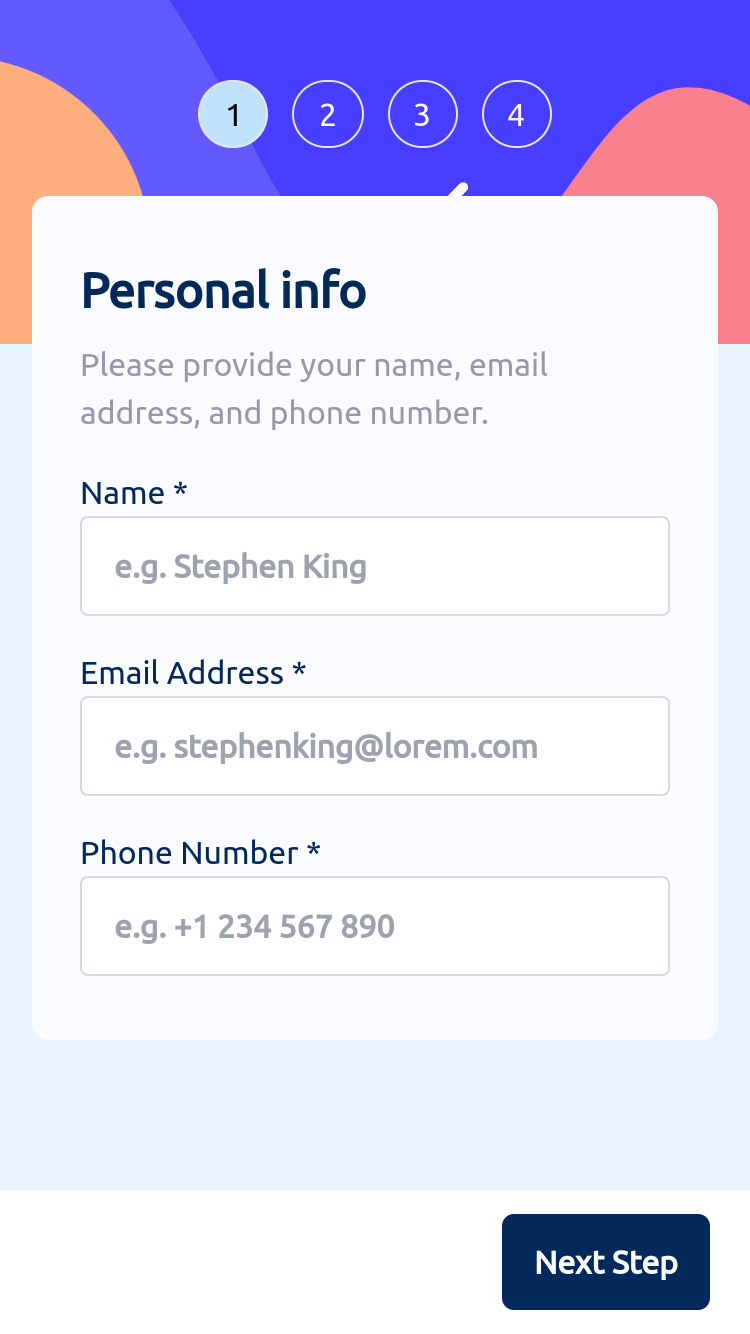 1 2 3 4
Personal info
Please provide your name, email
address, and phone number.
Name *
e.g. Stephen King
Email Address *
e.g. stephenking@lorem.com
Phone Number *
e.g. +1 234 567 890
Next Step